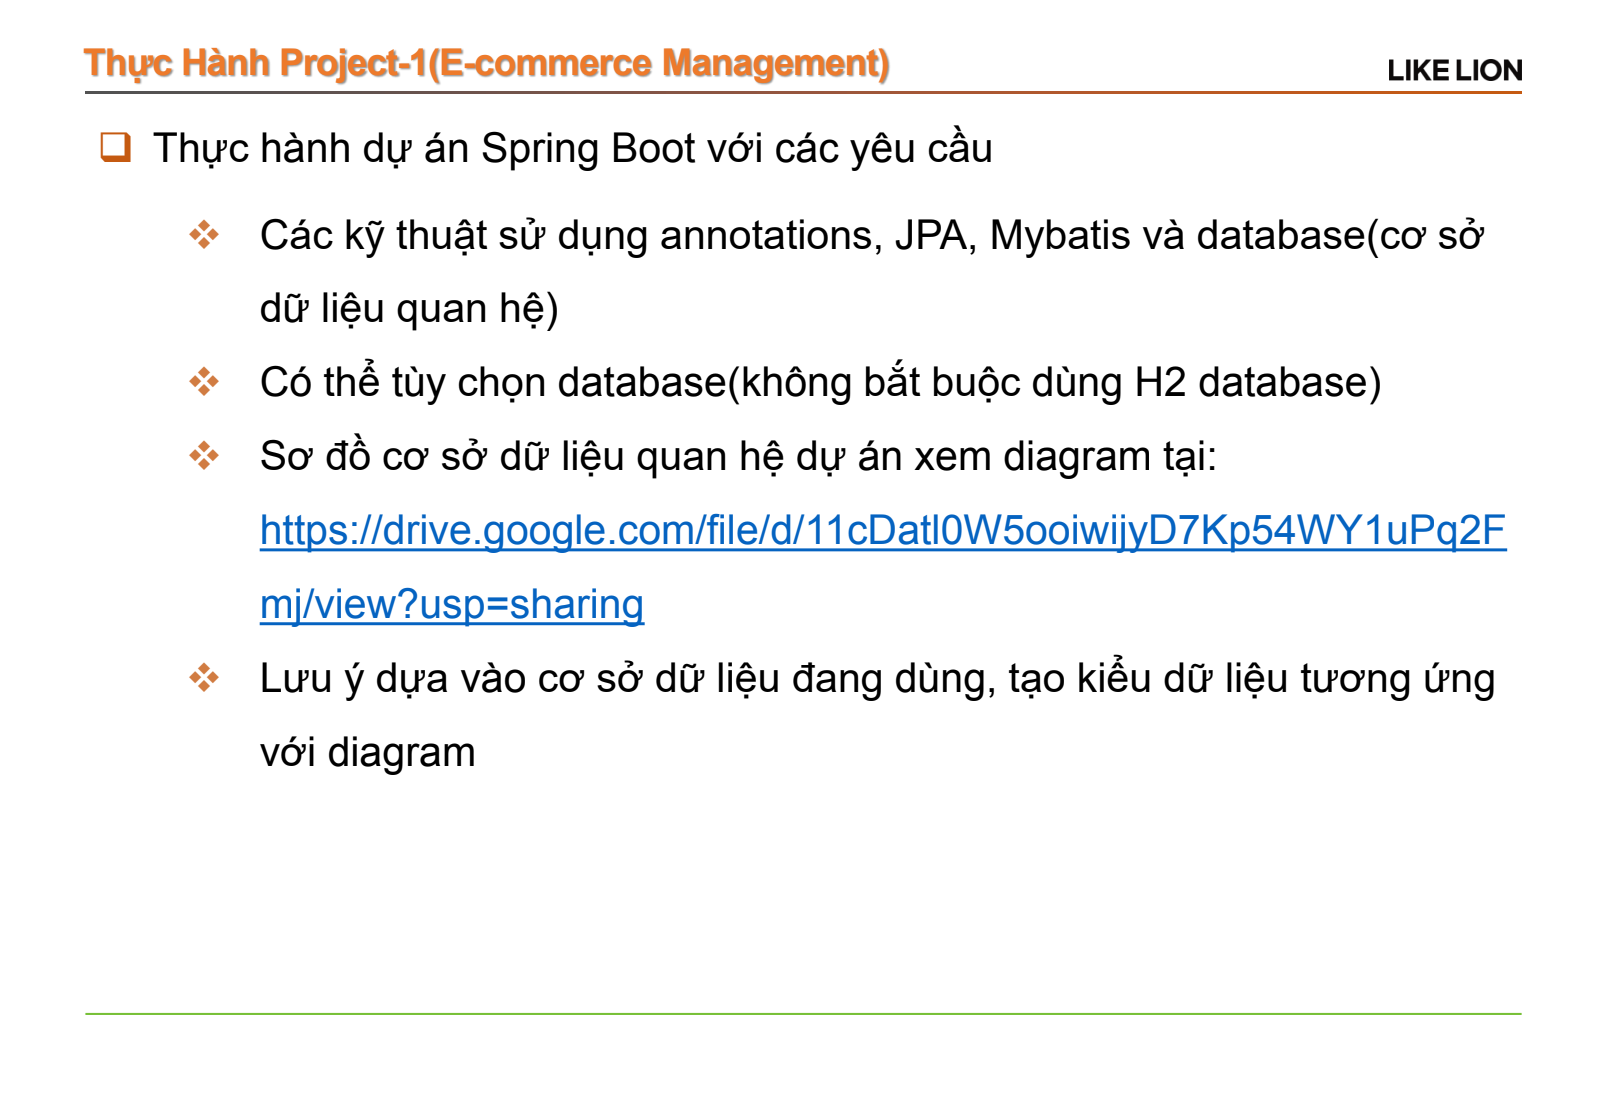 Thực Hành Project-1(E-commerce Management)
LIKE LION
Thực hành dự án Spring Boot với các yêu cầu
Các kỹ thuật sử dụng annotations, JPA, Mybatis và database(cơ sở
dữ liệu quan hệ)
Có thể tùy chọn database(không bắt buộc dùng H2 database)
Sơ đồ cơ sở dữ liệu quan hệ dự án xem diagram tại:
https://drive.google.com/file/d/11cDatl0W5ooiwijyD7Kp54WY1uPq2F
mj/view?usp=sharing
Lưu ý dựa vào cơ sở dữ liệu đang dùng, tạo kiểu dữ liệu tương ứng
với diagram